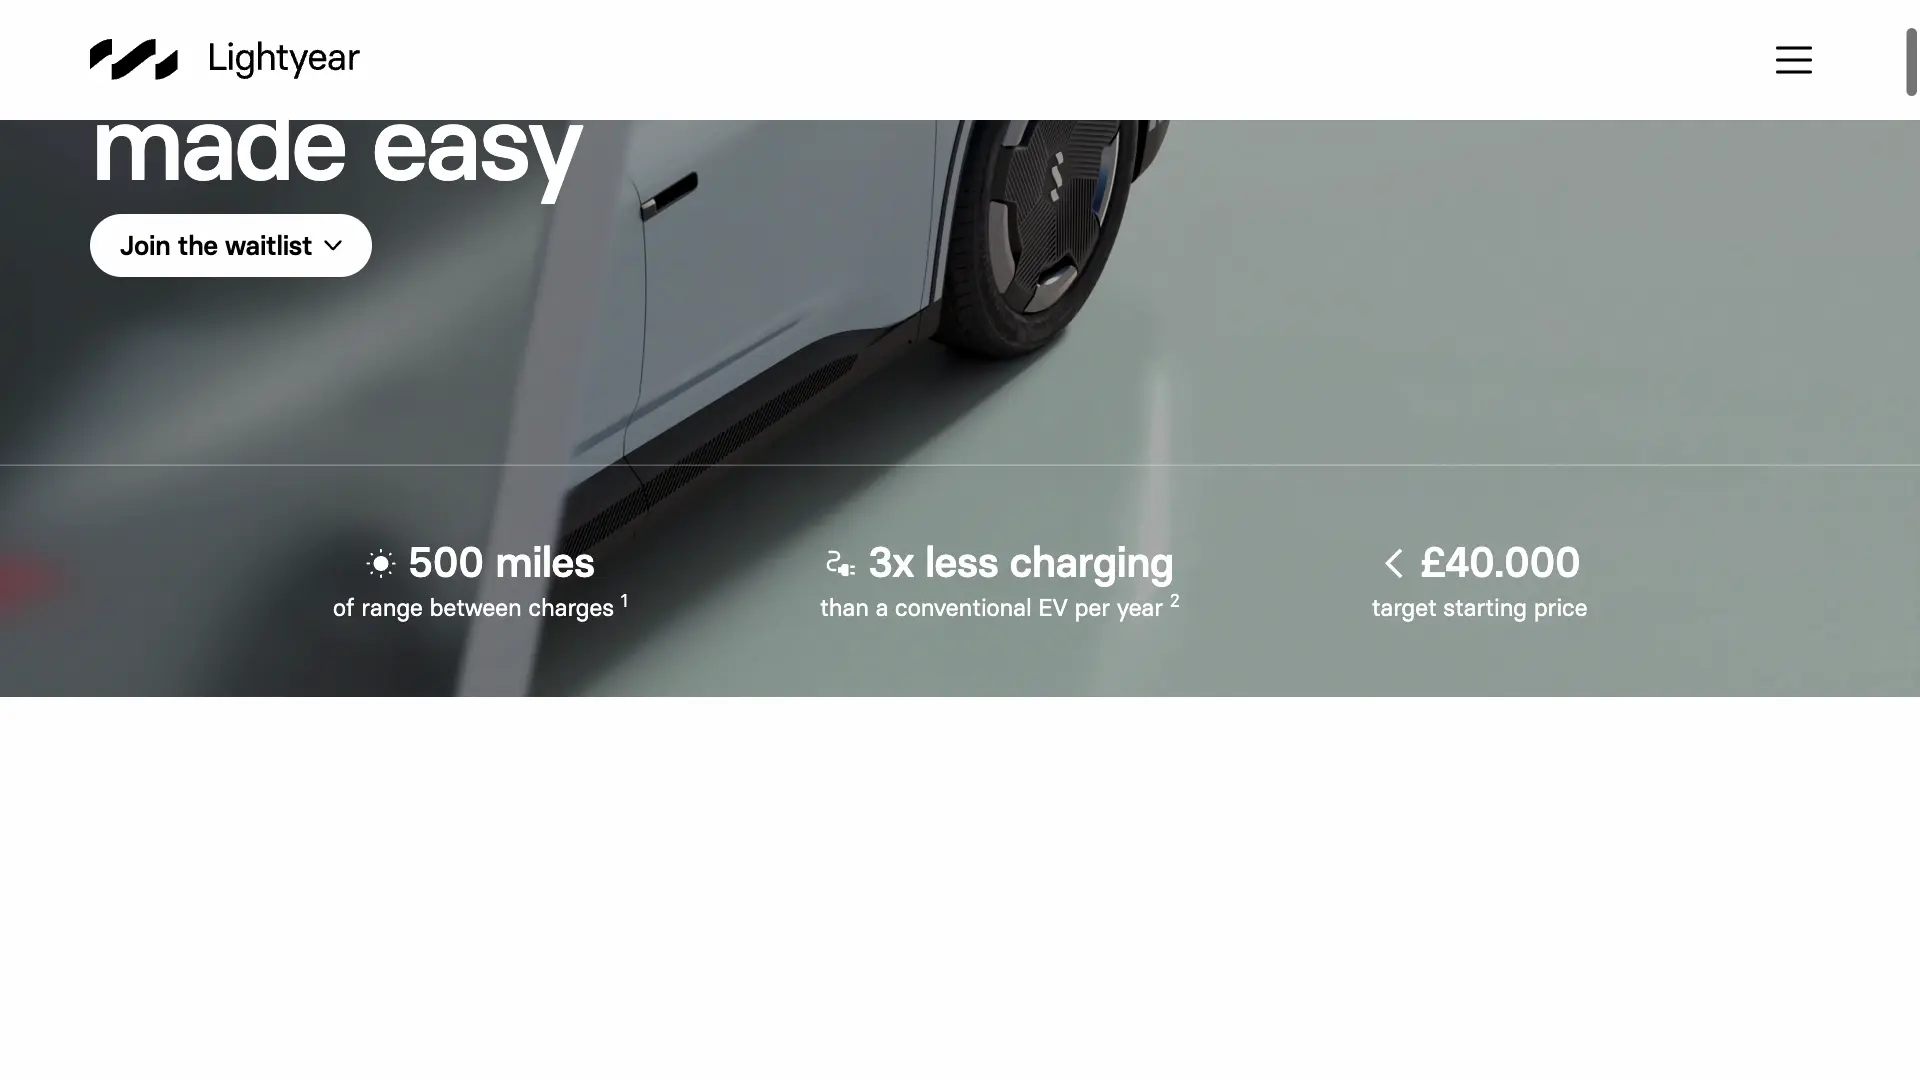 Lightyear
made easy
Join the waitlist
500 miles
of range between charges 1
3x less charging
than a conventional EV per year 2
< £40.000
target starting price